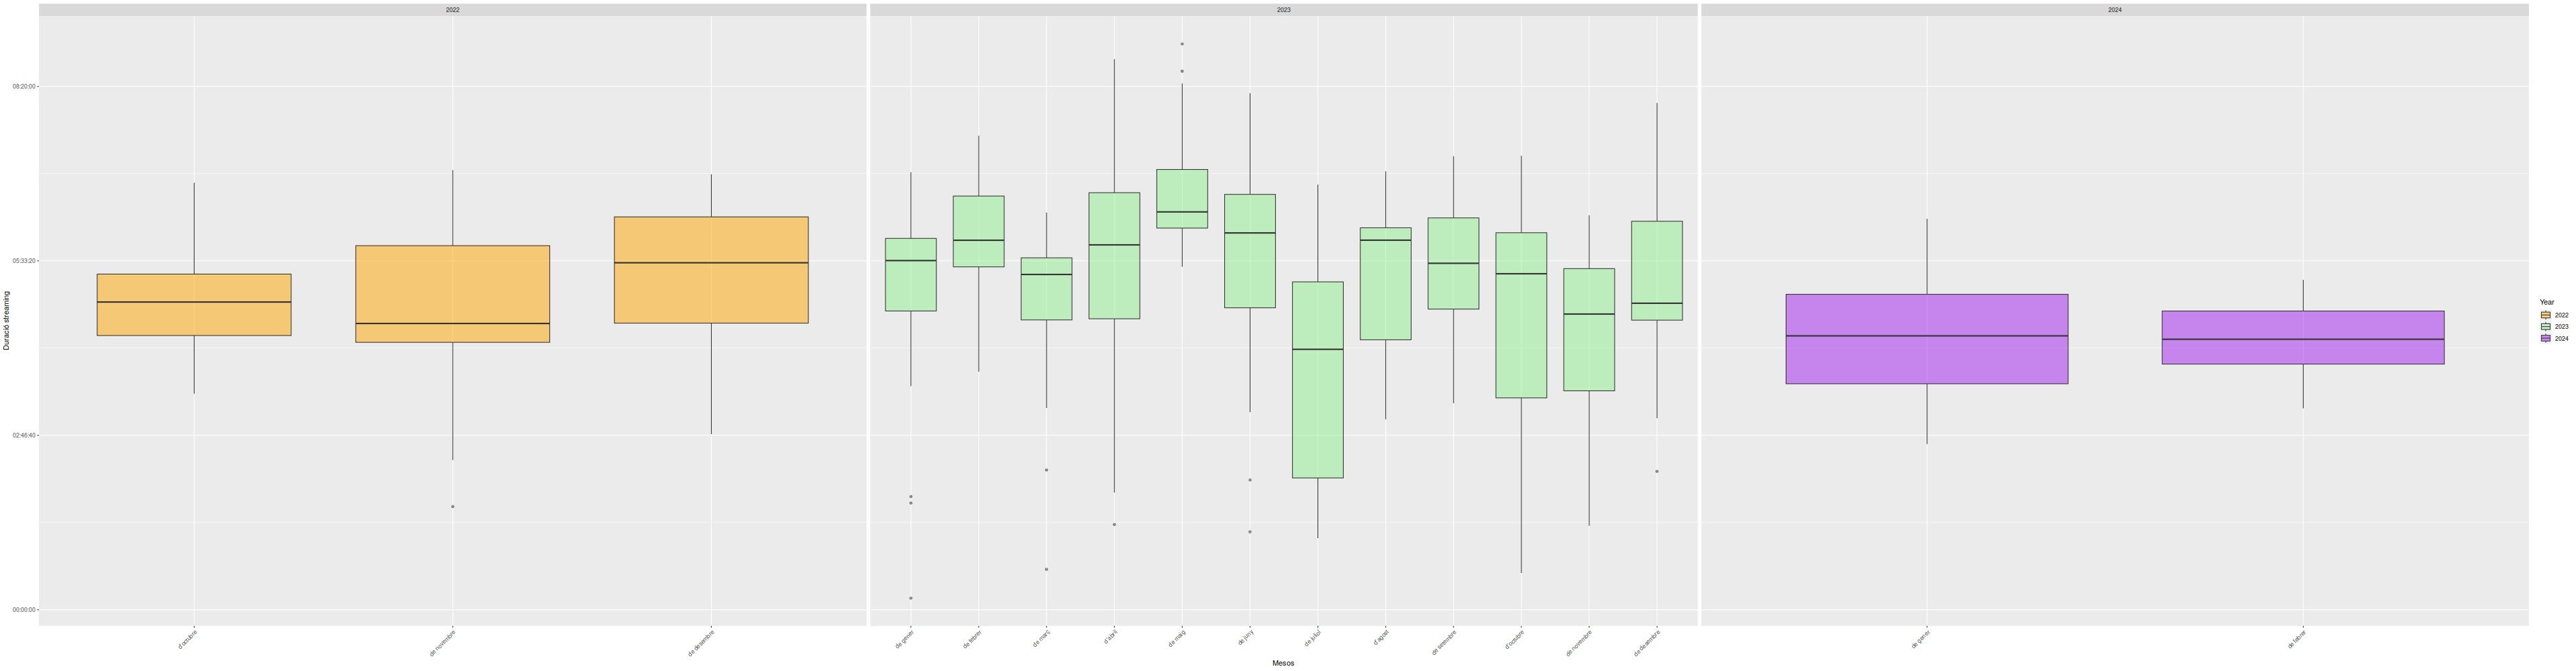 2022
2023
2024
08:20:00
05:33:20
02:46:40
00:00:00
Duració streaming
d'octubre
de novembre
de desembre
de gener
de febrer
de març
d'abril
de maig
de juny
de juliol
d'agost
de setembre
d'octubre
de novembre
de desembre
de gener
de febrer
Mesos
Year
2022
2023
2024